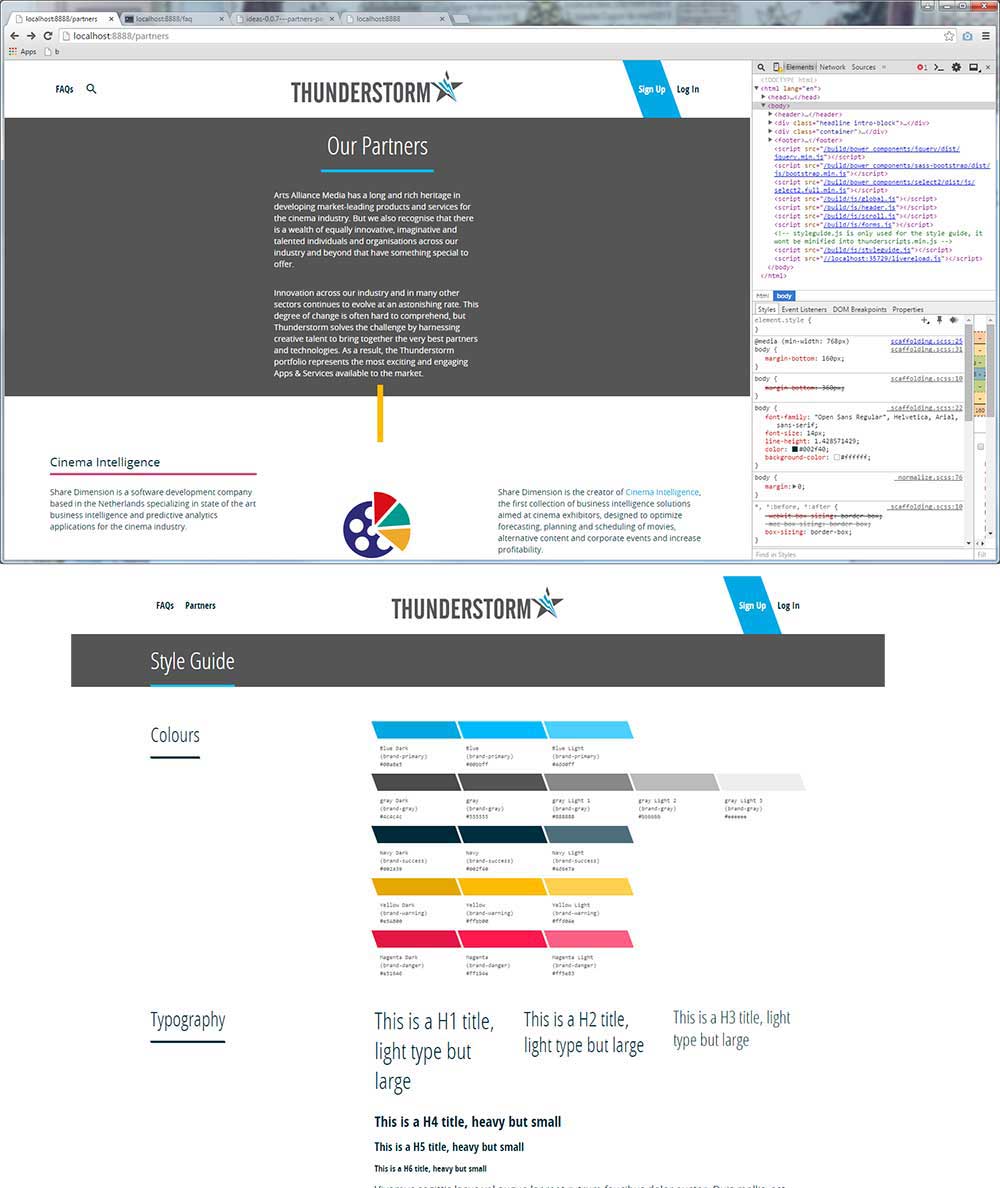 localhost:8888/partners
localhost:8888/faq
ideas-0.0.7---partners-pa
localhost:8888
localhost:8888/partners
Apps
b
FAQs
THUNDERSTORM
Sign Up
Log In
Our Partners
Arts Alliance Media has a long and rich heritage in
developing market-leading products and services for
the cinema industry. But we also recognise that there
is a wealth of equally innovative, imaginative and
talented individuals and organisations across our
industry and beyond that have something special to
offer.
Innovation across our industry and in many other
sectors continues to evolve at an astonishing rate. This
degree of change is often hard to comprehend, but
Thunderstorm solves the challenge by harnessing
creative talent to bring together the very best partners
and technologies. As a result, the Thunderstorm
portfolio represents the most exciting and engaging
Apps & Services available to the market.
Cinema Intelligence
Share Dimension is a software development company
based in the Netherlands specializing in state of the art
business intelligence and predictive analytics
applications for the cinema industry.
Share Dimension is the creator of Cinema Intelligence,
the first collection of business intelligence solutions
aimed at cinema exhibitors, designed to optimize
forecasting, planning and scheduling of movies,
alternative content and corporate events and increase
profitability.
Elements Network Sources » 1
<!DOCTYPE html>
<html lang="en">
<head>…</head>
<body>
<header>…</header>
<div class="headline intro-block">…</div>
<div class="container">…</div>
<footer>…</footer>
<script src="/build/bower_components/jquery/dist/
jquery.min.js"></script>
<script src="/build/bower_components/sass-bootstrap/dist/
js/bootstrap.min.js"></script>
<script src="/build/bower_components/select2/dist/js/
select2.full.min.js"></script>
<script src="/build/js/global.js"></script>
<script src="/build/js/header.js"></script>
<script src="/build/js/scroll.js"></script>
<script src="/build/js/forms.js"></script>
<!-- styleguide.js is only used for the style guide, it
wont be minified into thunderscripts.min.js -->
<script src="/build/js/styleguide.js"></script>
<script src="//localhost:35729/livereload.js"></script>
</body>
</html>
html body
Styles Event Listeners DOM Breakpoints Properties
element.style {
}
@media (min-width: 768px) scaffolding.scss:25
body { _scaffolding.scss:31
margin-bottom: 160px;
}
body { _scaffolding.scss:10
margin-bottom: 360px;
}
body { _scaffolding.scss:22
font-family: "Open Sans Regular", Helvetica, Arial,
sans-serif;
font-size: 14px;
line-height: 1.428571429;
color: #002f40;
background-color: #ffffff;
}
body { _normalize.scss:76
margin: 0;
}
*, *:before, *:after { _scaffolding.scss:10
-webkit-box-sizing: border-box;
-moz-box-sizing: border-box;
box-sizing: border-box;
160
Find in Styles
Filt
FAQs
Partners
THUNDERSTORM
Sign Up
Log In
Style Guide
Colours
Blue Dark
(brand-primary)
#00a8e5
Blue
(brand-primary)
#00bbff
Blue Light
(brand-primary)
gray Dark
(brand-gray)
#4c4c4c
gray
(brand-gray)
#555555
gray Light 1
(brand-gray)
#888888
gray Light 2
(brand-gray)
#bbbbbb
gray Light 3
(brand-gray)
#eeeeee
Navy Dark
(brand-success)
Navy
(brand-success)
#002f40
Navy Light
(brand-success)
Yellow Dark
(brand-warning)
Yellow
(brand-warning)
#ffbb00
Yellow Light
(brand-warning)
Magenta Dark
(brand-danger)
Magenta
(brand-danger)
Magenta Light
(brand-danger)
Typography
This is a H1 title,
light type but
large
This is a H2 title,
light type but large
This is a H3 title, light
type but large
This is a H4 title, heavy but small
This is a H5 title, heavy but small
This is a H6 title, heavy but small